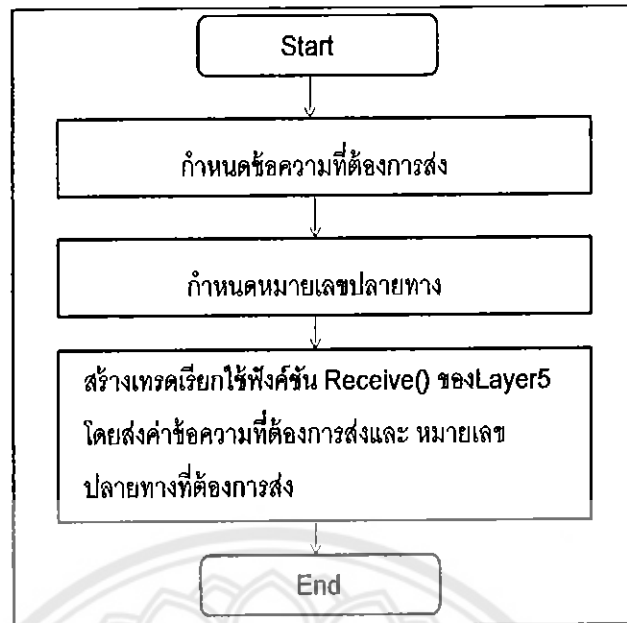 Start
กำหนดข้อความที่ต้องการส่ง
กำหนดหมายเลขปลายทาง
สร้างเทรดเรียกใช้ฟังค์ชัน Receive() ของLayer5
โดยส่งค่าข้อความที่ต้องการส่งและ หมายเลข
ปลายทางที่ต้องการส่ง
End